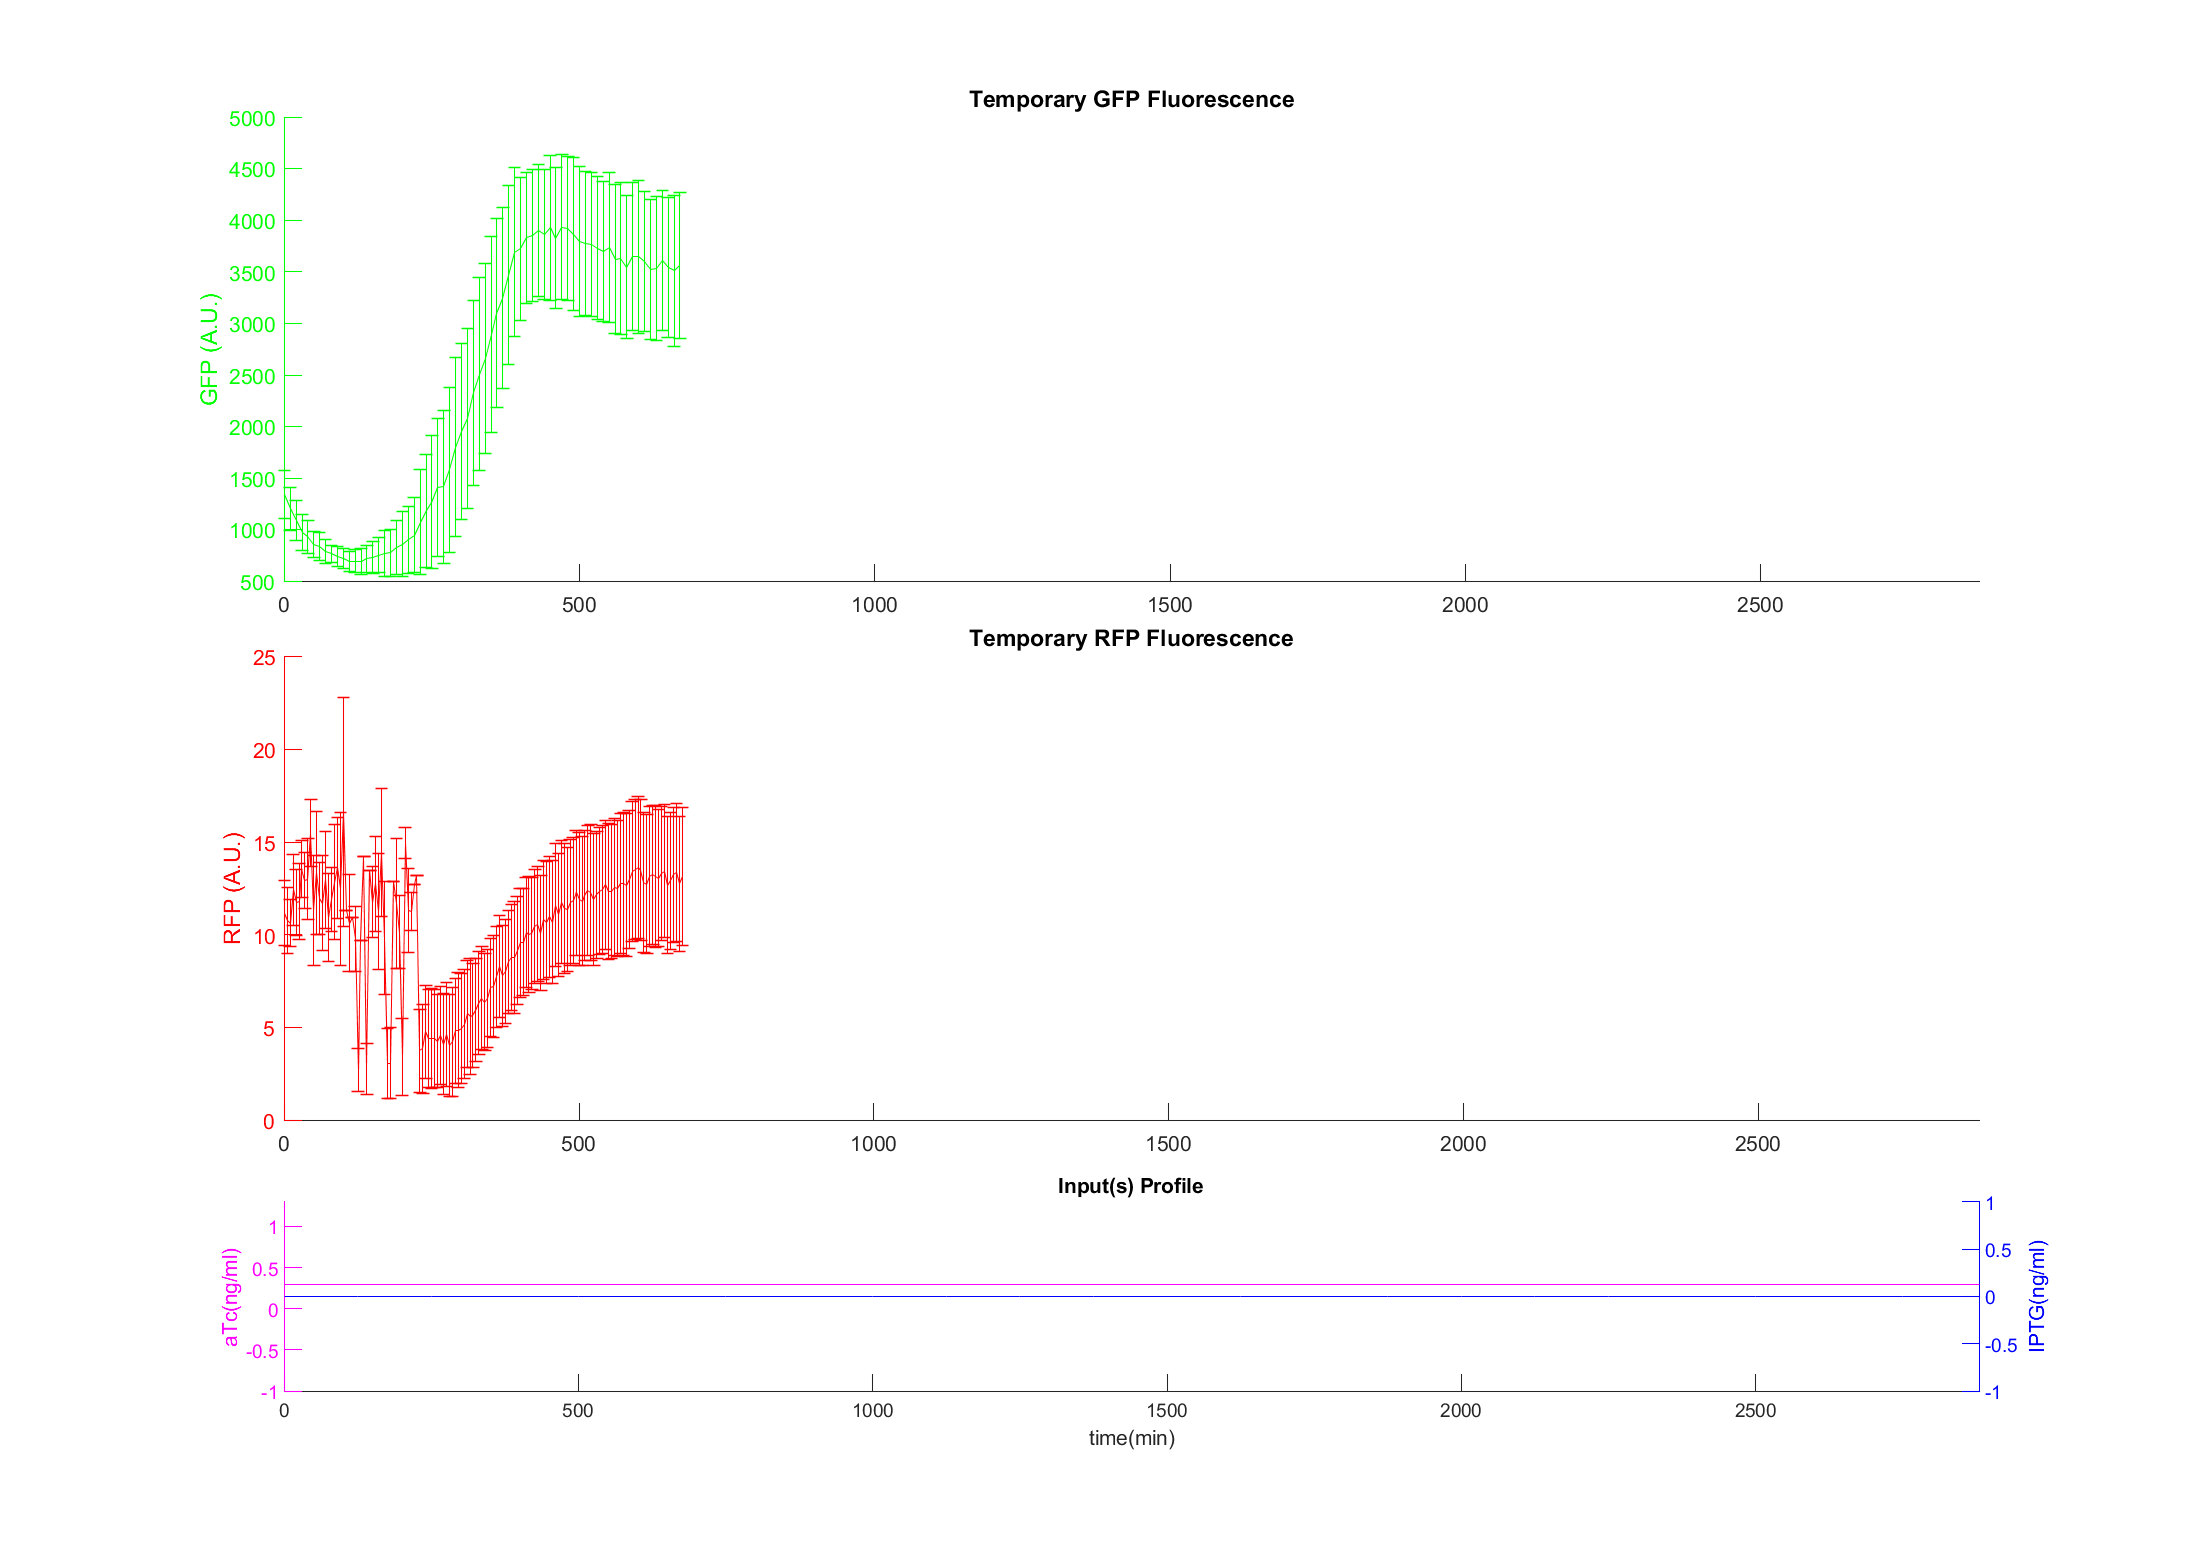 Temporary GFP Fluorescence
5000
4500
4000
3500
3000
2500
2000
1500
1000
500
GFP (A.U.)
0 500 1000 1500 2000 2500
Temporary RFP Fluorescence
25
20
15
10
5
0
RFP (A.U.)
0 500 1000 1500 2000 2500
Input(s) Profile
1
0.5
0
-0.5
-1
aTc(ng/ml)
1
0.5
0
-0.5
-1
IPTG(ng/ml)
0 500 1000 1500 2000 2500
time(min)